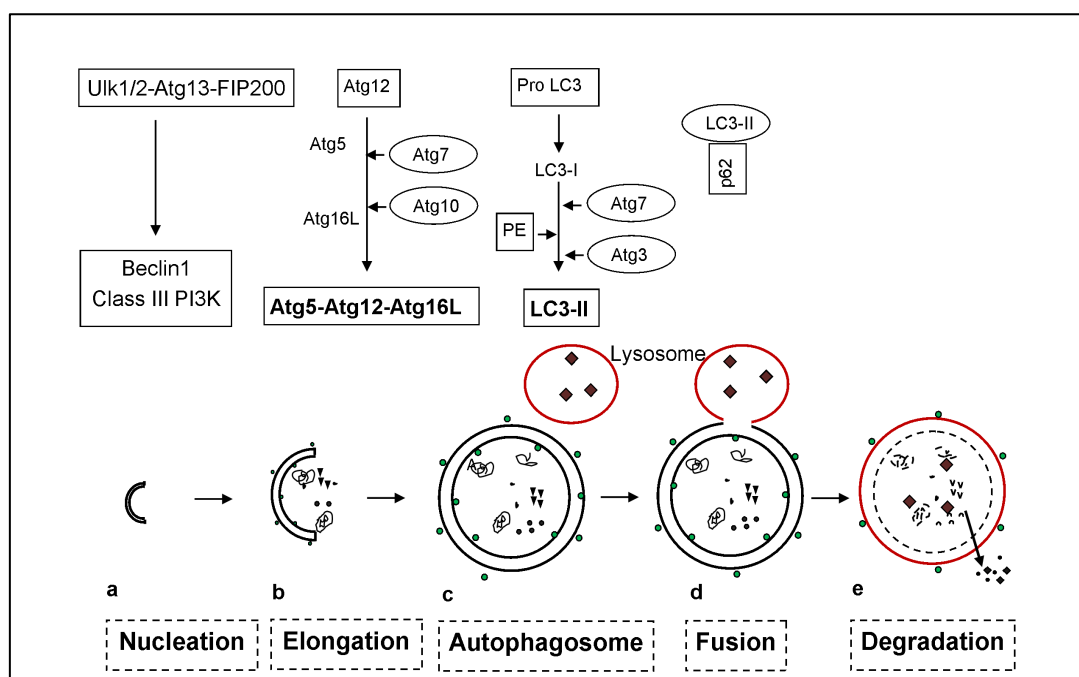 Ulk1/2-Atg13-FIP200
Beclin1
Class III PI3K
Atg12
Atg5
Atg7
Atg16L
Atg10
Atg5-Atg12-Atg16L
Pro LC3
LC3-I
Atg7
PE
Atg3
LC3-II
LC3-II
p62
Lysosome
a
b
c
d
e
Nucleation
Elongation
Autophagosome
Fusion
Degradation